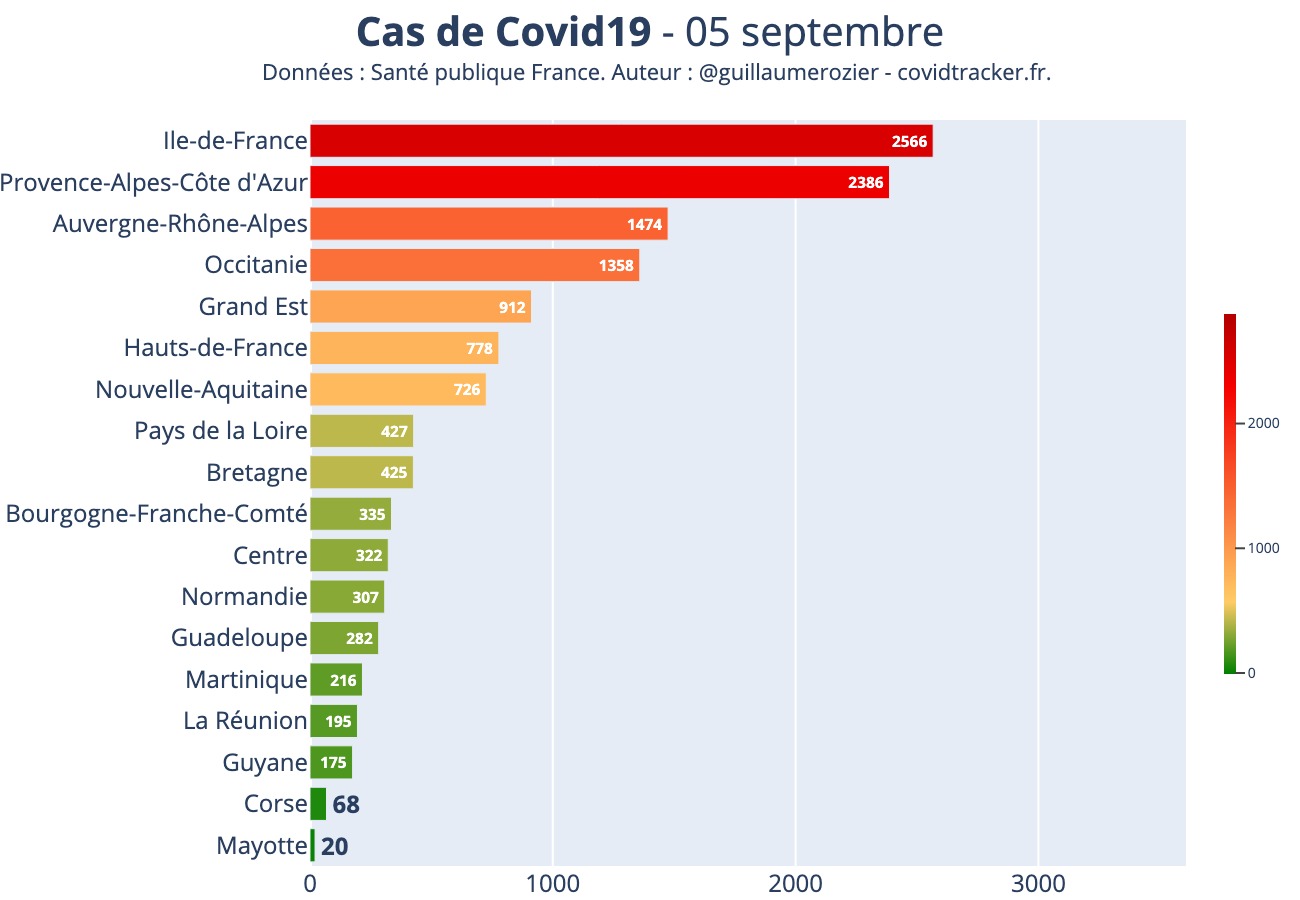 Cas de Covid19 - 05 septembre
Données : Santé publique France. Auteur : @guillaumerozier - covidtracker.fr.
Ile-de-France 2566
Provence-Alpes-Côte d'Azur 2386
Auvergne-Rhône-Alpes 1474
Occitanie 1358
Grand Est 912
Hauts-de-France 778
Nouvelle-Aquitaine 726
Pays de la Loire 427
Bretagne 425
Bourgogne-Franche-Comté 335
Centre 322
Normandie 307
Guadeloupe 282
Martinique 216
La Réunion 195
Guyane 175
Corse 68
Mayotte 20
0 1000 2000 3000
2000
1000
0